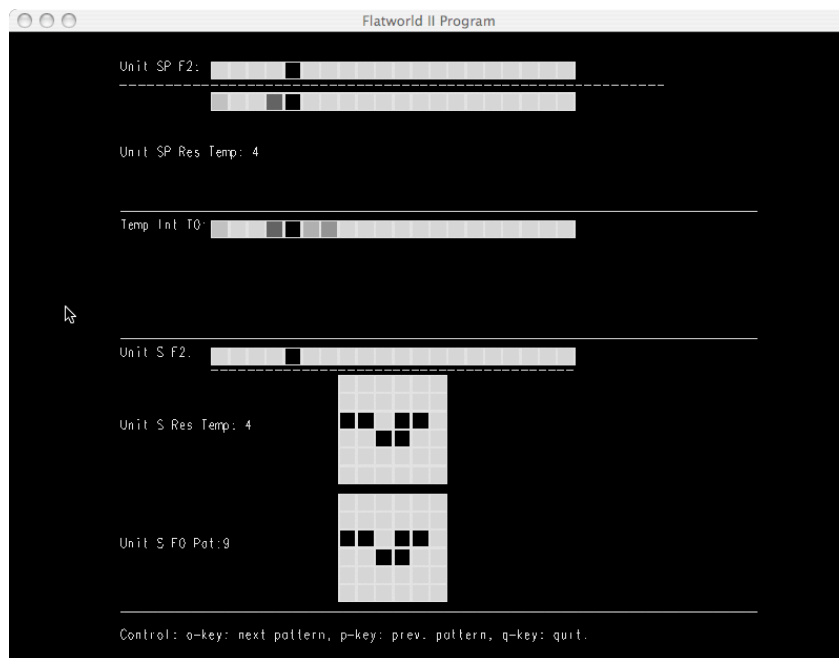 Flatworld II Program
Unit SP F2:
Unit SP Res Temp: 4
Temp Int T0:
Unit S F2:
Unit S Res Temp: 4
Unit S F0 Pat:9
Control: o-key: next pattern, p-key: prev. pattern, q-key: quit.